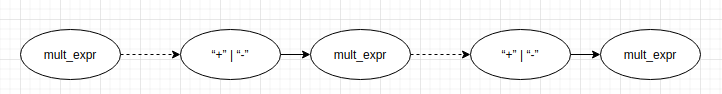 mult_expr “+” | “-” mult_expr “+” | “-” mult_expr